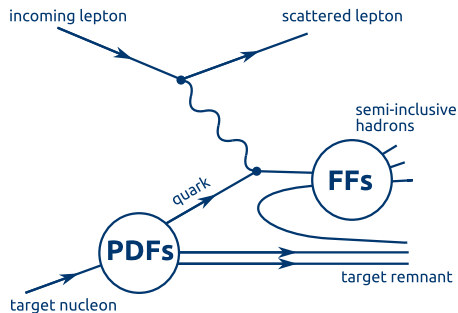 incoming lepton
scattered lepton
semi-inclusive
hadrons
quark
FFs
PDFs
target remnant
target nucleon